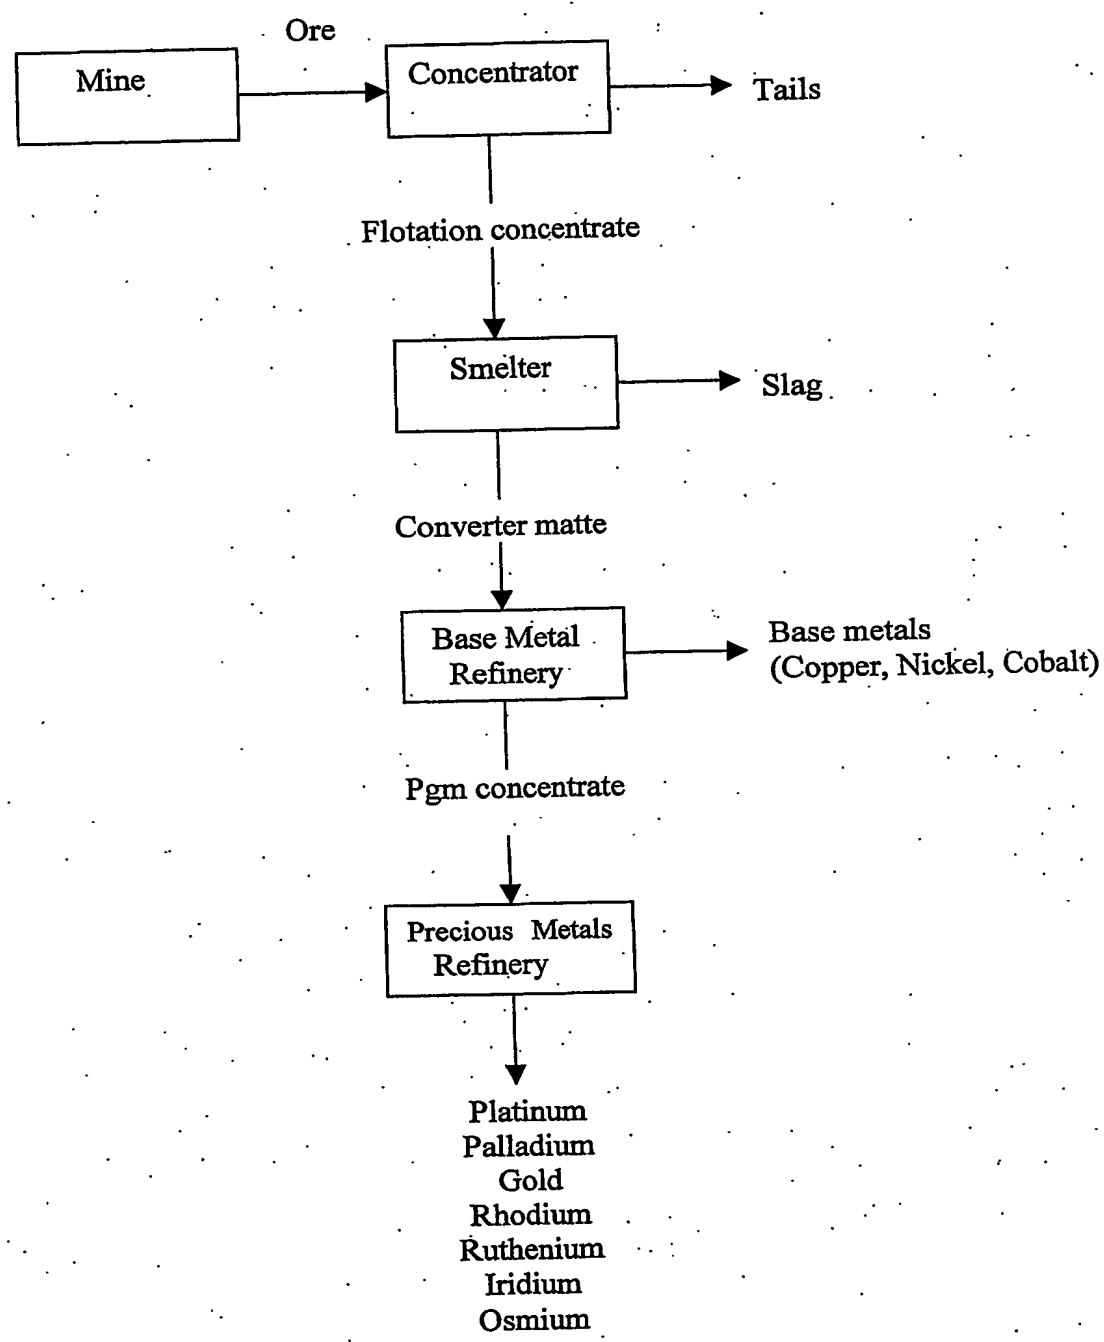 Ore
Mine
Concentrator
Tails
Flotation concentrate
Smelter
Slag
Converter matte
Base Metal
Refinery
Base metals
(Copper, Nickel, Cobalt)
Pgm concentrate
Precious Metals
Refinery
Platinum
Palladium
Gold
Rhodium
Ruthenium
Iridium
Osmium